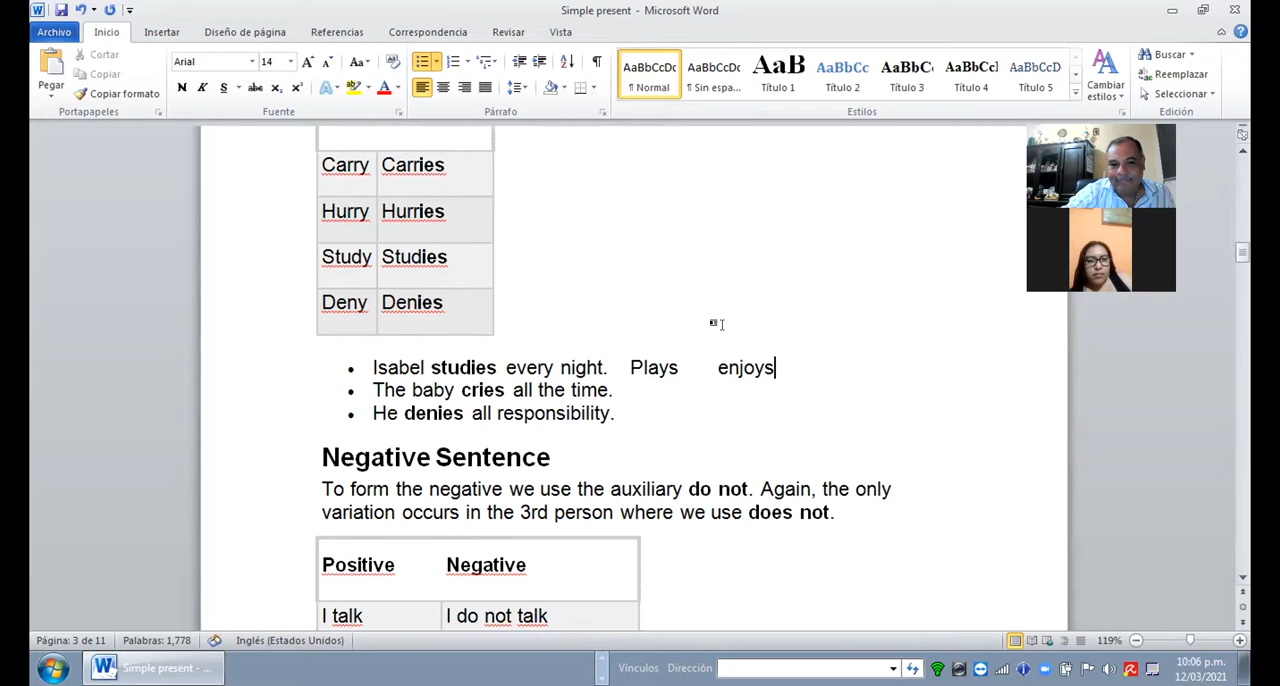 Simple present - Microsoft Word
Archivo Inicio Insertar Diseño de página Referencias Correspondencia Revisar Vista
Pegar
Cortar
Copiar
Copiar formato
Portapapeles
Arial 14
Fuente
Párrafo
AaBbCcDc AaBbCcDc AaB AaBbCc AaBbC AaBbCcI AaBbCcD
¶ Normal ¶ Sin espa... Título 1 Título 2 Título 3 Título 4 Título 5
Estilos
Cambiar estilos
Buscar
Reemplazar
Seleccionar
Edición
Carry Carries
Hurry Hurries
Study Studies
Deny Denies
• Isabel studies every night. Plays enjoys
• The baby cries all the time.
• He denies all responsibility.
Negative Sentence
To form the negative we use the auxiliary do not. Again, the only
variation occurs in the 3rd person where we use does not.
Positive Negative
I talk I do not talk
Página: 3 de 11 Palabras: 1,778 Inglés (Estados Unidos) 119%
Simple present - ... Vínculos Dirección 10:06 p.m.
12/03/2021